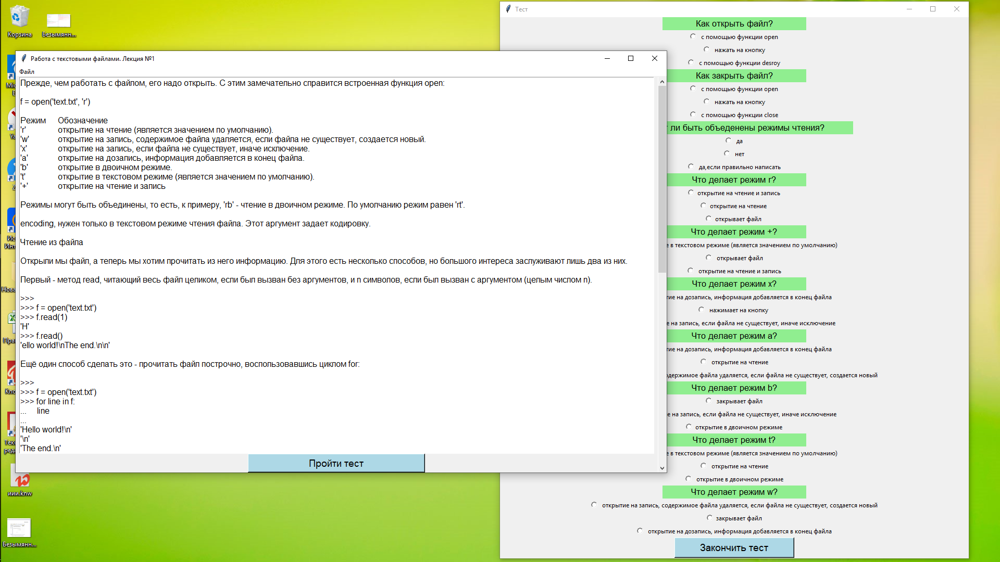 Корзина
Безымянн...
Работа с текстовыми файлами. Лекция №1
Файл
Прежде, чем работать с файлом, его надо открыть. С этим замечательно справится встроенная функция open:
f = open('text.txt', 'r')
Режим Обозначение
'r' открытие на чтение (является значением по умолчанию).
'w' открытие на запись, содержимое файла удаляется, если файла не существует, создается новый.
'x' открытие на запись, если файла не существует, иначе исключение.
'a' открытие на дозапись, информация добавляется в конец файла.
'b' открытие в двоичном режиме.
't' открытие в текстовом режиме (является значением по умолчанию).
'+' открытие на чтение и запись
Режимы могут быть объединены, то есть, к примеру, 'rb' - чтение в двоичном режиме. По умолчанию режим равен 'rt'.
encoding, нужен только в текстовом режиме чтения файла. Этот аргумент задает кодировку.
Чтение из файла
Открыли мы файл, а теперь мы хотим прочитать из него информацию. Для этого есть несколько способов, но большого интереса заслуживают лишь два из них.
Первый - метод read, читающий весь файл целиком, если был вызван без аргументов, и n символов, если был вызван с аргументом (целым числом n).
>>>
>>> f = open('text.txt')
>>> f.read(1)
'H'
>>> f.read()
'ello world!\nThe end.\n\n'
Ещё один способ сделать это - прочитать файл построчно, воспользовавшись циклом for:
>>>
>>> f = open('text.txt')
>>> for line in f:
... line
...
'Hello world!\n'
'\n'
'The end.\n'
Пройти тест
иии.knw
Безымянн...
Тест
Как открыть файл?
с помощью функции open
нажать на кнопку
с помощью функции desroy
Как закрыть файл?
с помощью функции open
нажать на кнопку
с помощью функции close
ли быть объеденены режимы чтения?
да
нет
да,если правильно написать
Что делает режим r?
открытие на чтение и запись
открытие на чтение
открывает файл
Что делает режим +?
в текстовом режиме (является значением по умолчанию)
открывает файл
открытие на чтение и запись
Что делает режим x?
на дозапись, информация добавляется в конец файла
нажимает на кнопку
на запись, если файла не существует, иначе исключение
Что делает режим a?
на дозапись, информация добавляется в конец файла
открытие на чтение
содержимое файла удаляется, если файла не существует, создается новый
Что делает режим b?
закрывает файл
на запись, если файла не существует, иначе исключение
открытие в двоичном режиме
Что делает режим t?
в текстовом режиме (является значением по умолчанию)
открытие на чтение
открытие в двоичном режиме
Что делает режим w?
открытие на запись, содержимое файла удаляется, если файла не существует, создается новый
закрывает файл
открытие на дозапись, информация добавляется в конец файла
Закончить тест